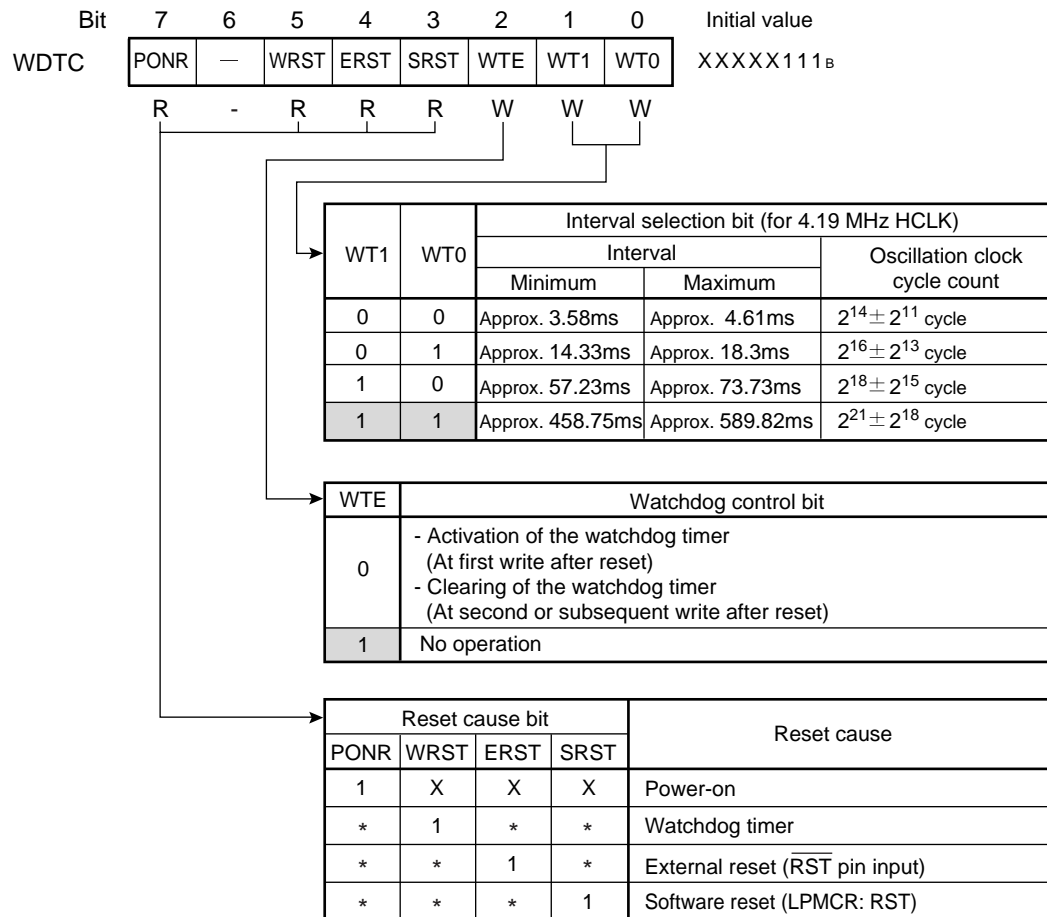 Bit 7 6 5 4 3 2 1 0 Initial value
WDTC PONR — WRST ERST SRST WTE WT1 WT0 XXXXX111B
R - R R R W W W
WT1 WT0 Interval selection bit (for 4.19 MHz HCLK)
Interval Oscillation clock cycle count
Minimum Maximum
0 0 Approx. 3.58ms Approx. 4.61ms 2^14 ± 2^11 cycle
0 1 Approx. 14.33ms Approx. 18.3ms 2^16 ± 2^13 cycle
1 0 Approx. 57.23ms Approx. 73.73ms 2^18 ± 2^15 cycle
1 1 Approx. 458.75ms Approx. 589.82ms 2^21 ± 2^18 cycle
WTE Watchdog control bit
0
- Activation of the watchdog timer
(At first write after reset)
- Clearing of the watchdog timer
(At second or subsequent write after reset)
1 No operation
Reset cause bit Reset cause
PONR WRST ERST SRST
1 X X X Power-on
* 1 * * Watchdog timer
* * 1 * External reset (R̅S̅T̅ pin input)
* * * 1 Software reset (LPMCR: RST)